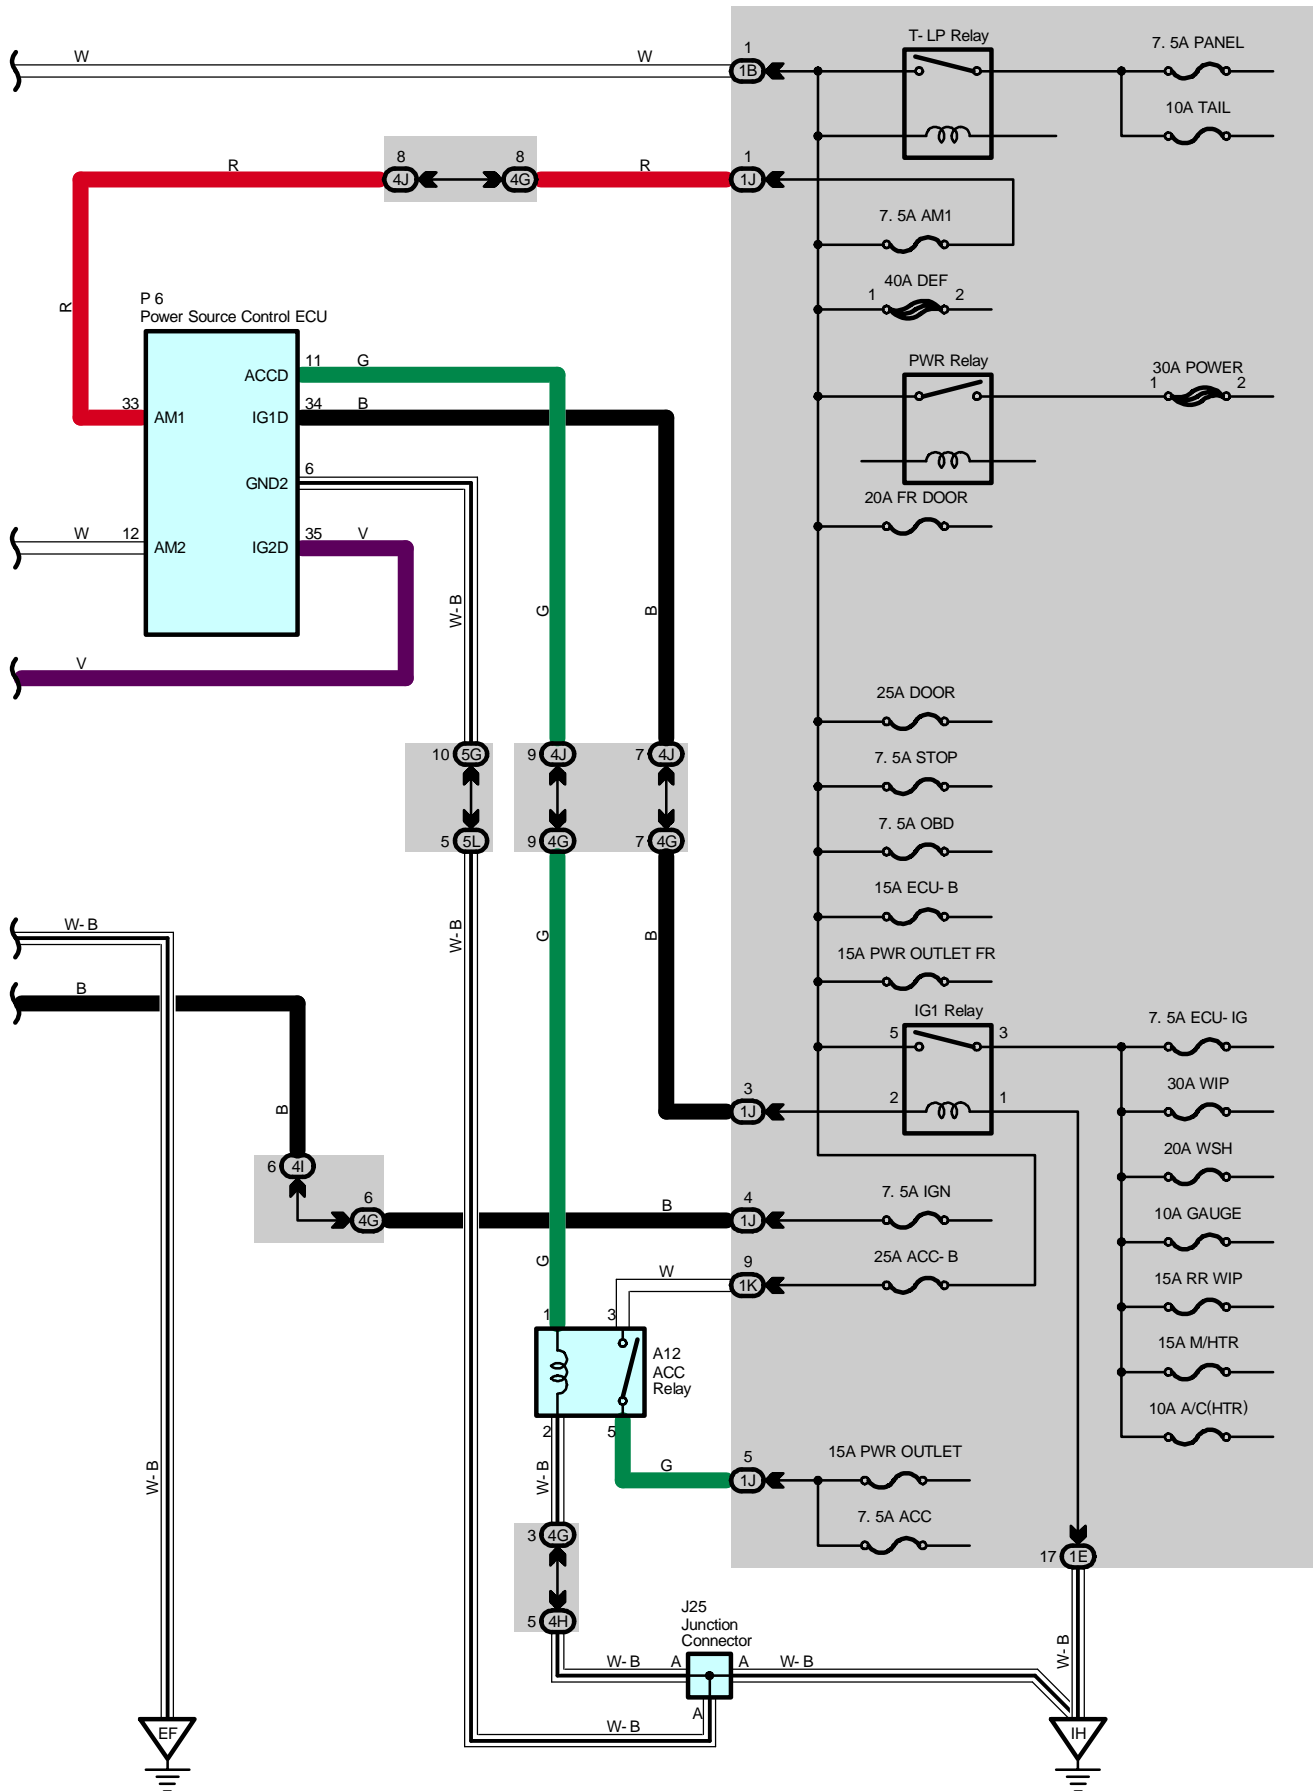 W
W
1
1B
T- LP Relay
7. 5A PANEL
10A TAIL
R
8
4J
8
4G
R
1
1J
7. 5A AM1
40A DEF
1
2
R
P 6
Power Source Control ECU
ACCD
11
G
33
AM1
IG1D
34
B
GND2
6
W
12
AM2
IG2D
35
V
V
PWR Relay
30A POWER
1
2
20A FR DOOR
W- B
G
B
25A DOOR
10
5G
9
4J
7
4J
7. 5A STOP
5
5L
9
4G
7
4G
7. 5A OBD
15A ECU- B
W- B
W- B
G
B
15A PWR OUTLET FR
B
IG1 Relay
5
3
7. 5A ECU- IG
3
1J
2
1
30A WIP
B
6
4I
20A WSH
6
4G
B
4
1J
7. 5A IGN
10A GAUGE
G
W
9
1K
25A ACC- B
15A RR WIP
1
3
A12
ACC
Relay
15A M/HTR
2
5
10A A/C(HTR)
W- B
W- B
G
5
1J
15A PWR OUTLET
7. 5A ACC
3
4G
17
1E
5
4H
J25
Junction
Connector
W- B
A
A
W- B
W- B
A
W- B
EF
IH